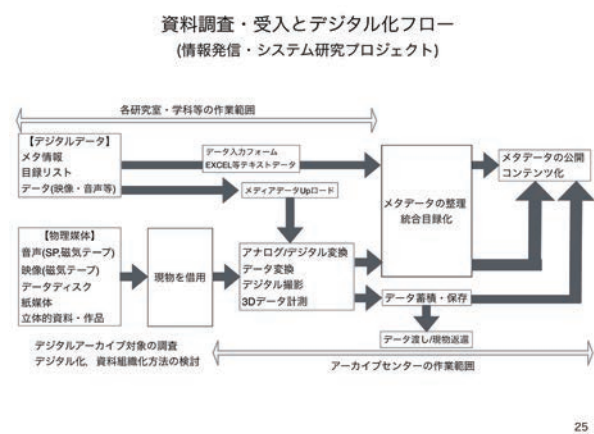 資料調査・受入とデジタル化フロー
(情報発信・システム研究プロジェクト)
各研究室・学科等の作業範囲
【デジタルデータ】
メタ情報
目録リスト
データ(映像・音声等)
データ入力フォーム
EXCEL等テキストデータ
メディアデータUpロード
メタデータの整理
統合目録化
メタデータの公開
コンテンツ化
【物理媒体】
音声(SP,磁気テープ)
映像(磁気テープ)
データディスク
紙媒体
立体的資料・作品
現物を借用
アナログ/デジタル変換
データ変換
デジタル撮影
3Dデータ計測
データ蓄積・保存
データ渡し/現物返還
デジタルアーカイブ対象の調査
デジタル化, 資料組織化方法の検討
アーカイブセンターの作業範囲
25